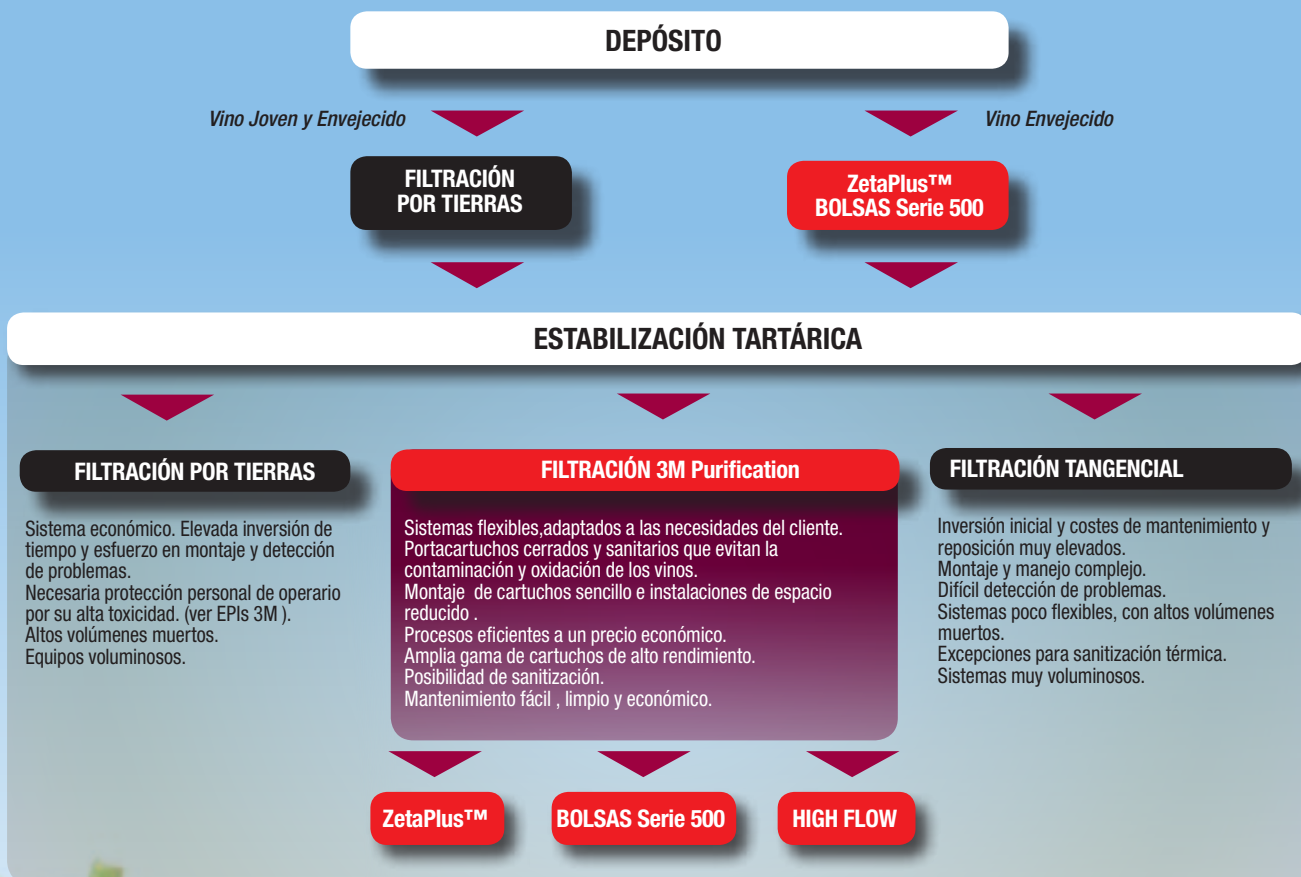 DEPÓSITO
Vino Joven y Envejecido
Vino Envejecido
FILTRACIÓN
POR TIERRAS
ZetaPlus™
BOLSAS Serie 500
ESTABILIZACIÓN TARTÁRICA
FILTRACIÓN POR TIERRAS
Sistema económico. Elevada inversión de
tiempo y esfuerzo en montaje y detección
de problemas.
Necesaria protección personal de operario
por su alta toxicidad. (ver EPIs 3M ).
Altos volúmenes muertos.
Equipos voluminosos.
FILTRACIÓN 3M Purification
Sistemas flexibles,adaptados a las necesidades del cliente.
Portacartuchos cerrados y sanitarios que evitan la
contaminación y oxidación de los vinos.
Montaje de cartuchos sencillo e instalaciones de espacio
reducido .
Procesos eficientes a un precio económico.
Amplia gama de cartuchos de alto rendimiento.
Posibilidad de sanitización.
Mantenimiento fácil , limpio y económico.
FILTRACIÓN TANGENCIAL
Inversión inicial y costes de mantenimiento y
reposición muy elevados.
Montaje y manejo complejo.
Difícil detección de problemas.
Sistemas poco flexibles, con altos volúmenes
muertos.
Excepciones para sanitización térmica.
Sistemas muy voluminosos.
ZetaPlus™
BOLSAS Serie 500
HIGH FLOW